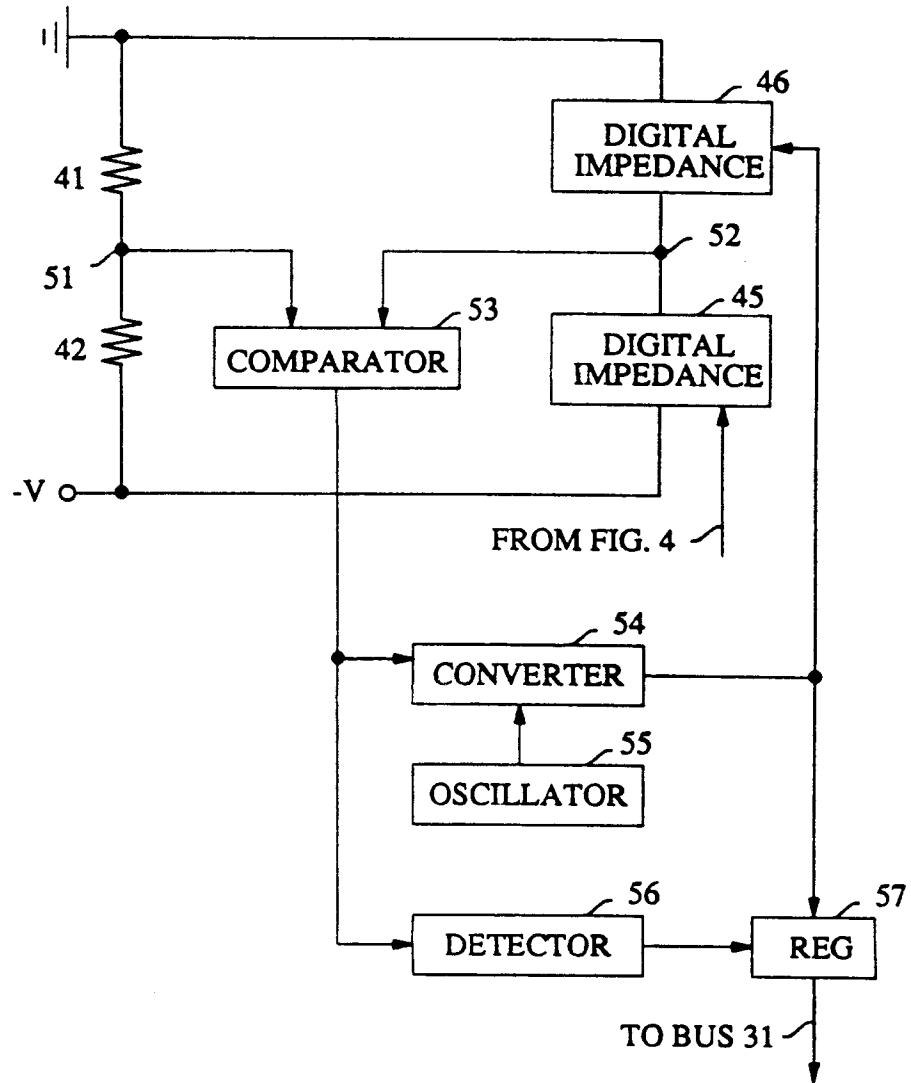 46
DIGITAL
IMPEDANCE
41
51
52
53
45
42
COMPARATOR
DIGITAL
IMPEDANCE
-V
FROM FIG. 4
54
CONVERTER
55
OSCILLATOR
56
57
DETECTOR
REG
TO BUS 31